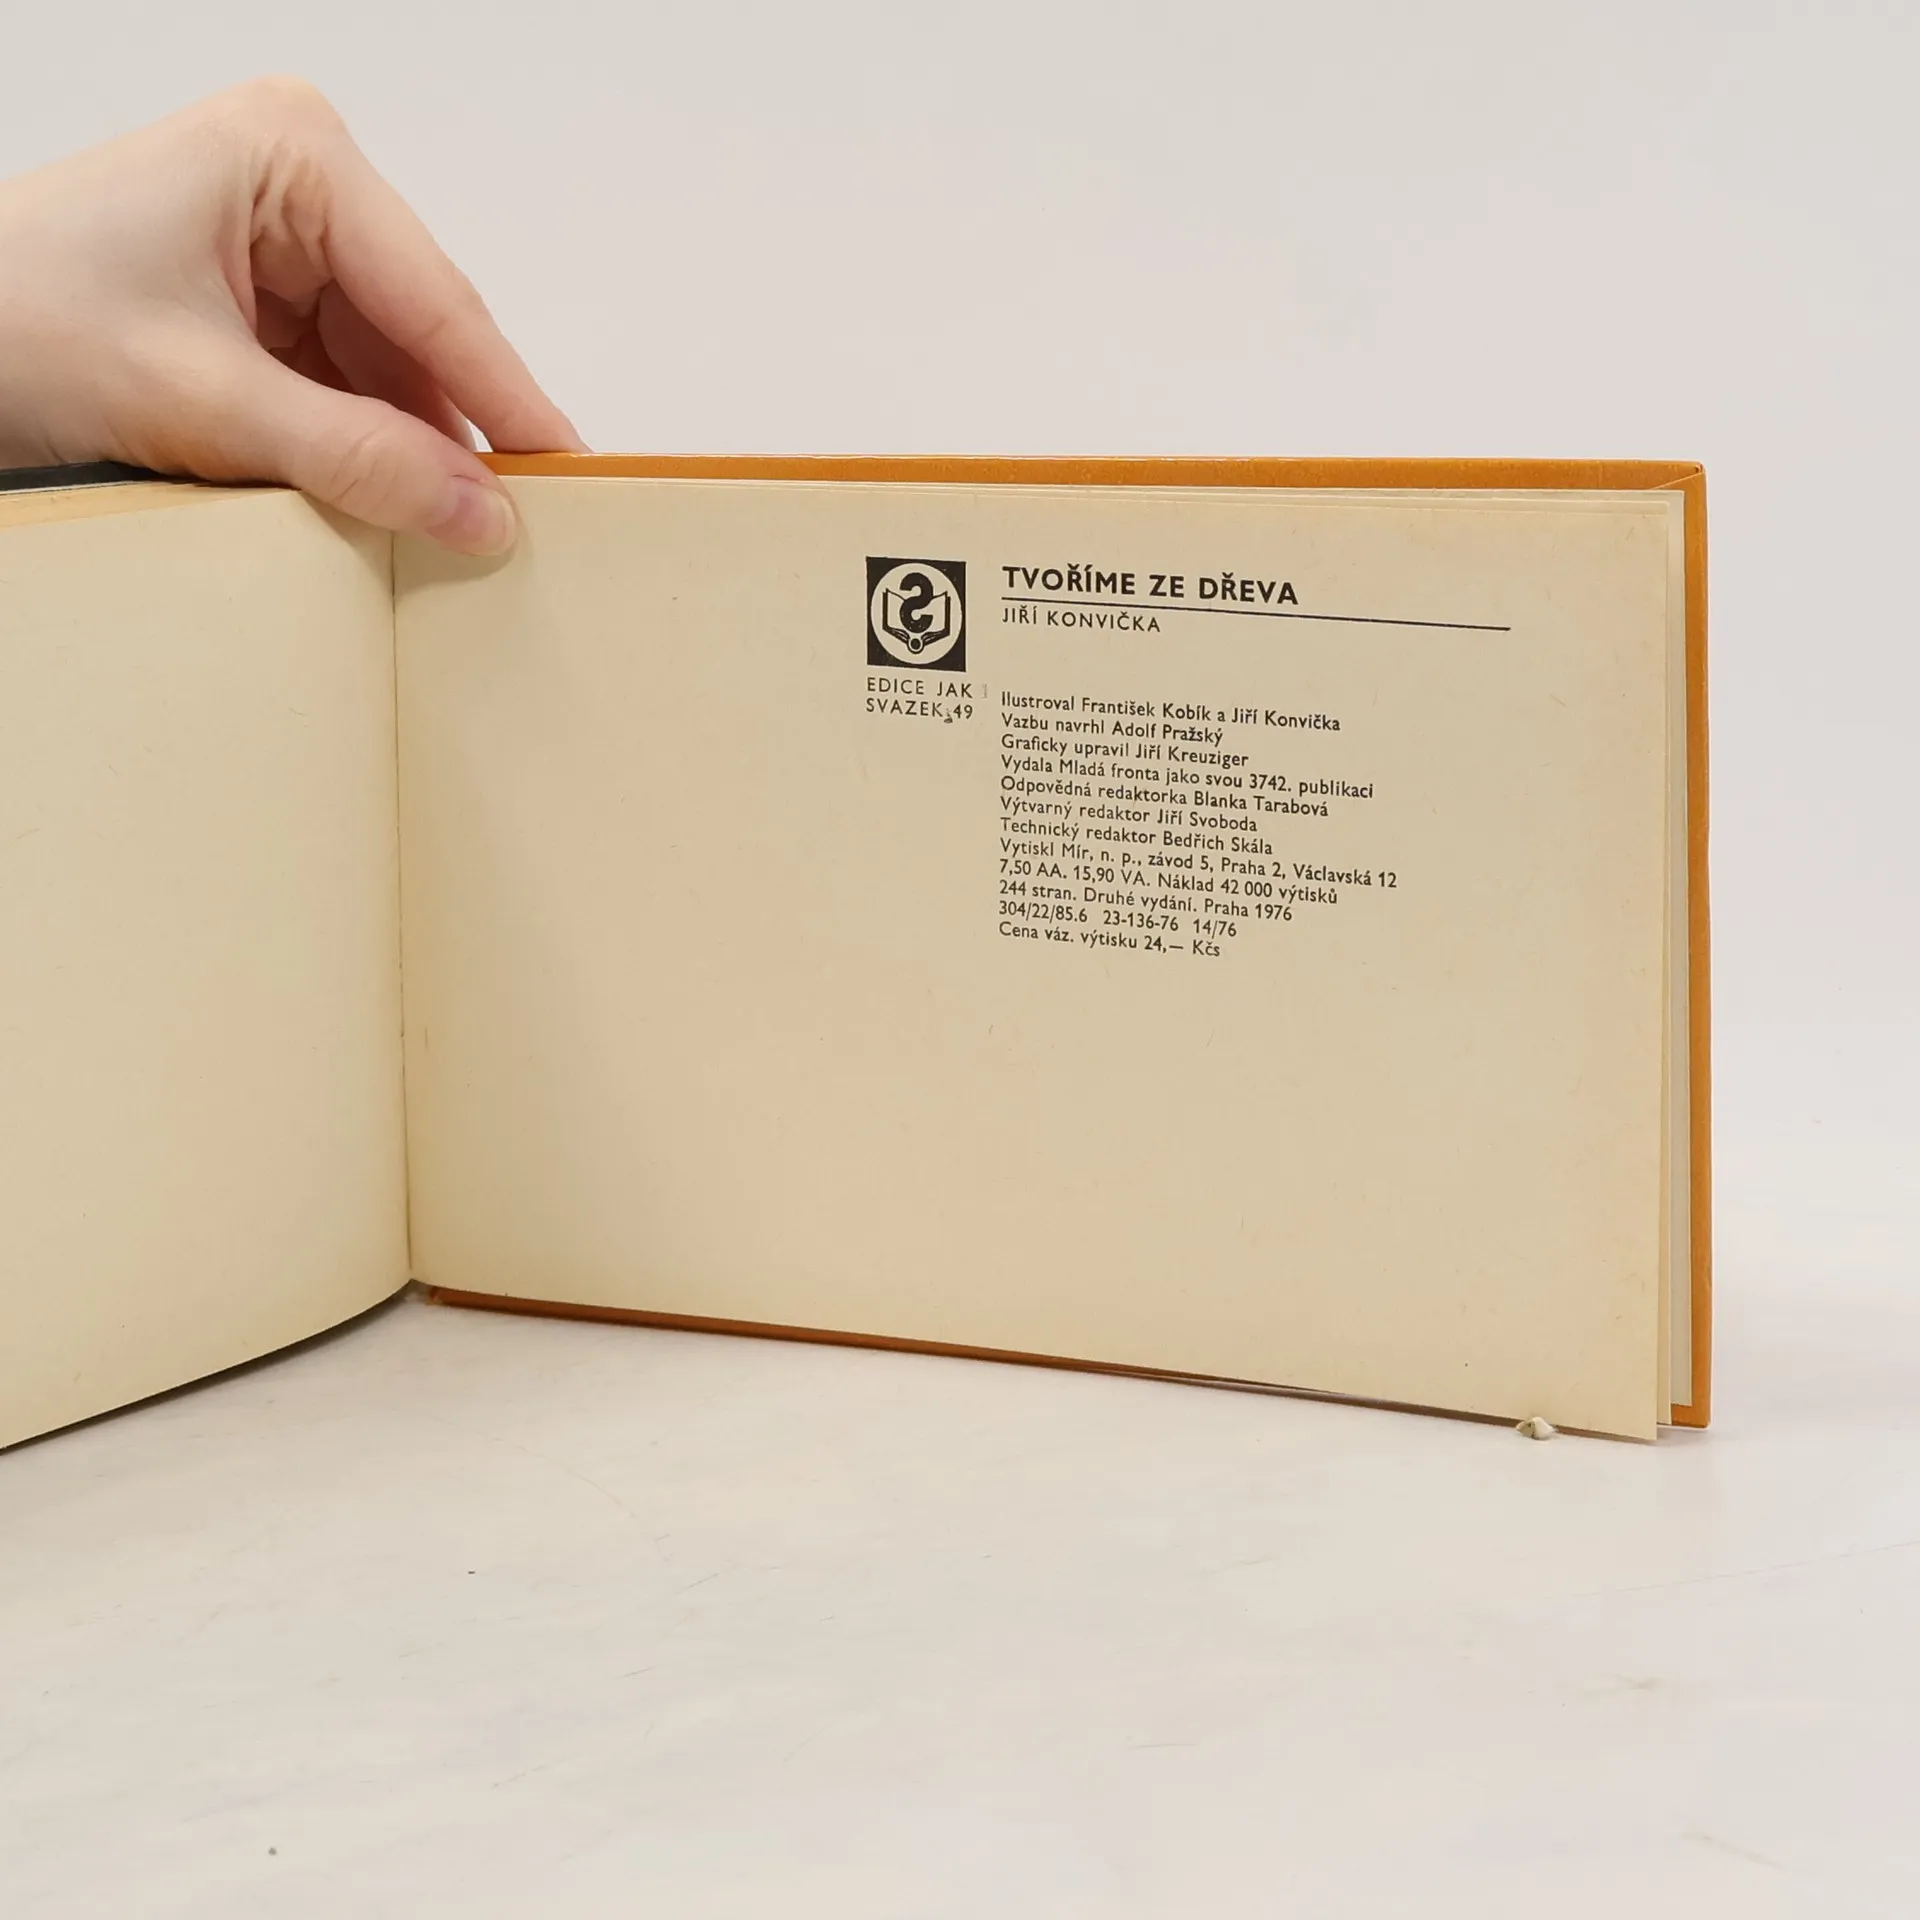 TVOŘÍME ZE DŘEVA
JIŘÍ KONVIČKA
EDICE JAK
SVAZEK 49
Ilustroval František Kobík a Jiří Konvička
Vazbu navrhl Adolf Pražský
Graficky upravil Jiří Kreuziger
Vydala Mladá fronta jako svou 3742. publikaci
Odpovědná redaktorka Blanka Tarabová
Výtvarný redaktor Jiří Svoboda
Technický redaktor Bedřich Skála
Vytiskl Mír, n. p., závod 5, Praha 2, Václavská 12
7,50 AA. 15,90 VA. Náklad 42 000 výtisků
244 stran. Druhé vydání. Praha 1976
304/22/85.6 23-136-76 14/76
Cena váz. výtisku 24,— Kčs